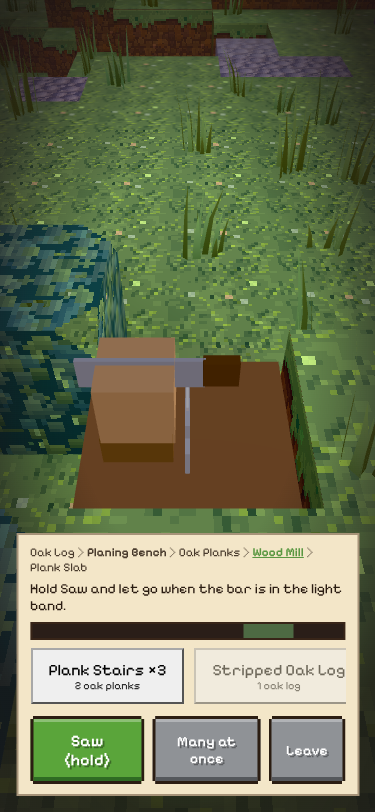 Oak Log > Planing Bench > Oak Planks > Wood Mill >
Plank Slab
Hold Saw and let go when the bar is in the light
band.
Plank Stairs ×3
2 oak planks
Stripped Oak Log
1 oak log
Saw
(hold)
Many at
once
Leave